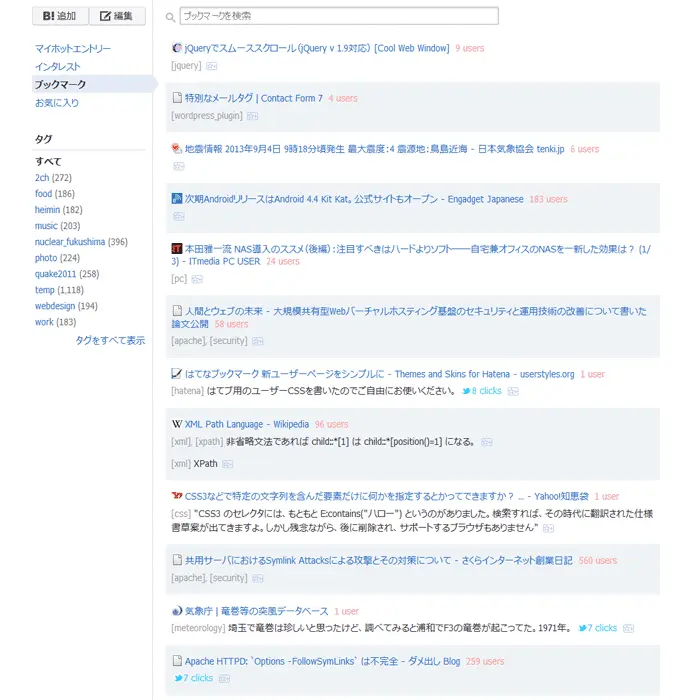 B! 追加 編集
ブックマークを検索
マイホットエントリー
インタレスト
ブックマーク
お気に入り
タグ
すべて
2ch (272)
food (186)
heimin (182)
music (203)
nuclear_fukushima (396)
photo (224)
quake2011 (258)
temp (1,118)
webdesign (194)
work (183)
タグをすべて表示
jQueryでスムーススクロール（jQuery v 1.9対応） [Cool Web Window] 9 users
[jquery]
特別なメールタグ | Contact Form 7 4 users
[wordpress_plugin]
地震情報 2013年9月4日 9時18分頃発生 最大震度：4 震源地：鳥島近海 - 日本気象協会 tenki.jp 6 users
次期AndroidリリースはAndroid 4.4 Kit Kat。公式サイトもオープン - Engadget Japanese 183 users
本田雅一流 NAS導入のススメ（後編）：注目すべきはハードよりソフト――自宅兼オフィスのNASを一新した効果は？ (1/
3) - ITmedia PC USER 24 users
[pc]
人間とウェブの未来 - 大規模共有型Webバーチャルホスティング基盤のセキュリティと運用技術の改善について書いた
論文公開 58 users
[apache], [security]
はてなブックマーク 新ユーザーページをシンプルに - Themes and Skins for Hatena - userstyles.org 1 user
[hatena] はてブ用のユーザーCSSを書いたのでご自由にお使いください。 8 clicks
W XML Path Language - Wikipedia 96 users
[xml], [xpath] 非省略文法であれば child::*[1] は child::*[position()=1] になる。
[xml] XPath
CSS3などで特定の文字列を含んだ要素だけに何かを指定するとかってできますか？ ... - Yahoo!知恵袋 1 user
[css] "CSS3 のセレクタには、もともと E:contains("ハロー") というのがありました。検索すれば、その時代に翻訳された仕様
書草案が出てきますよ。しかし残念ながら、後に削除され、サポートするブラウザもありません"
共用サーバにおけるSymlink Attacksによる攻撃とその対策について - さくらインターネット創業日記 560 users
[apache], [security]
気象庁 | 竜巻等の突風データベース 1 user
[meteorology] 埼玉で竜巻は珍しいと思ったけど、調べてみると浦和でF3の竜巻が起こってた。1971年。 7 clicks
Apache HTTPD: `Options -FollowSymLinks` は不完全 - ダメ出し Blog 259 users
7 clicks